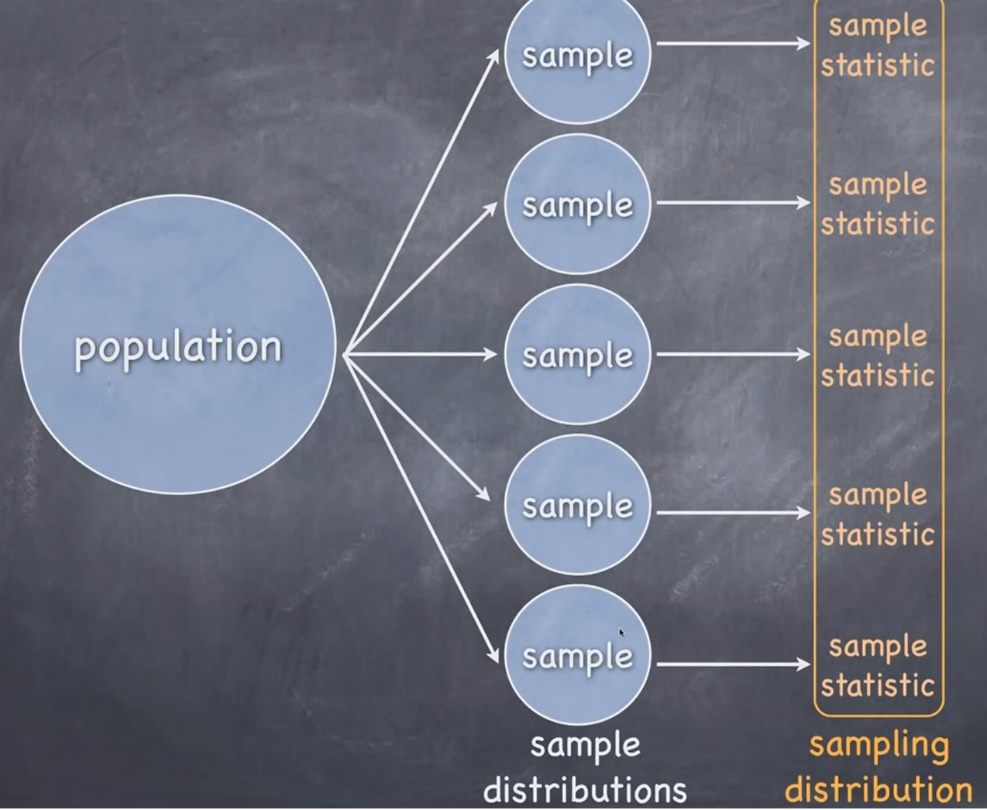 population
sample
sample
sample
sample
sample
sample
distributions
sample
statistic
sample
statistic
sample
statistic
sample
statistic
sample
statistic
sampling
distribution